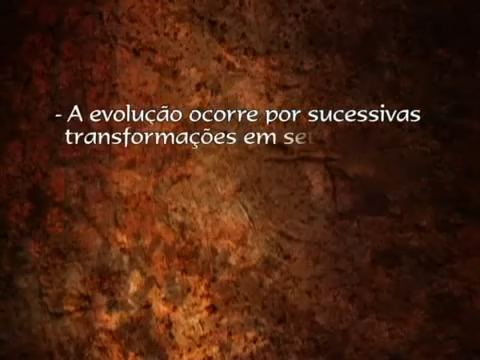 - A evolução ocorre por sucessivas
transformações em